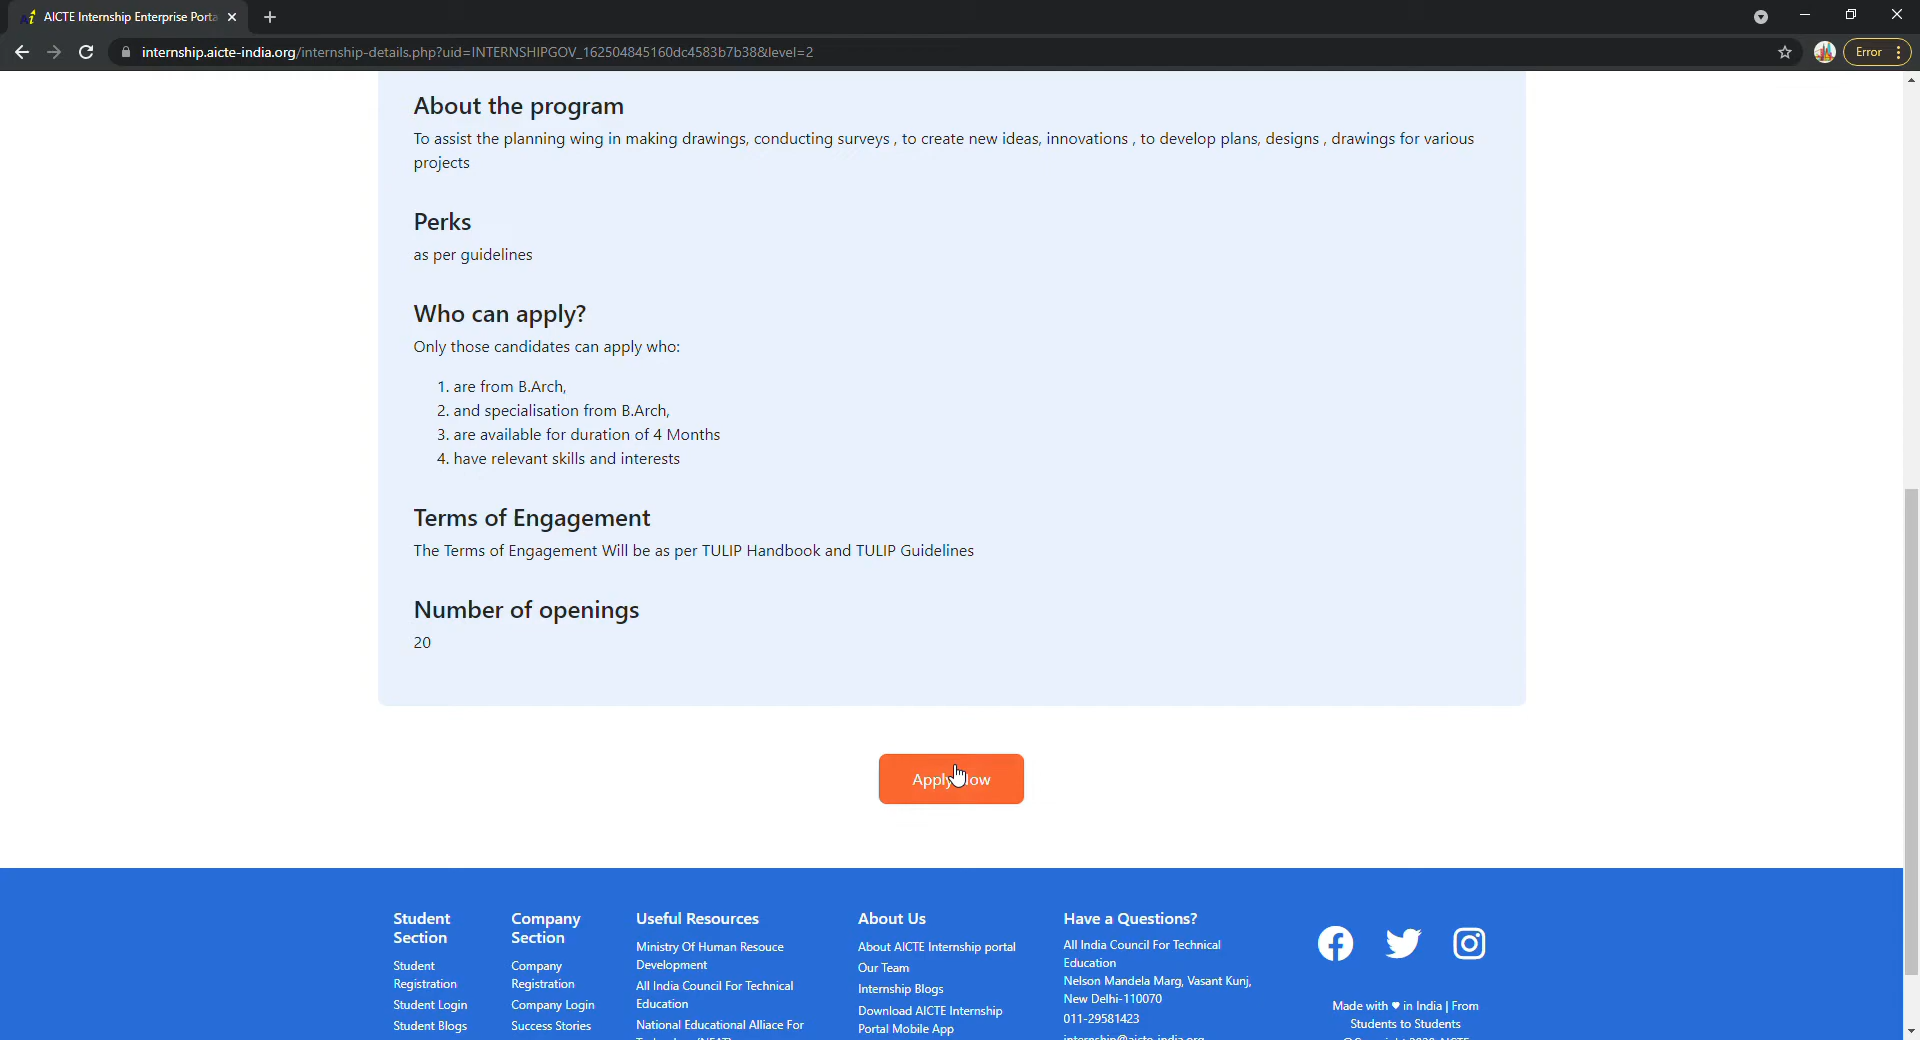 AICTE Internship Enterprise Porta
internship.aicte-india.org/internship-details.php?uid=INTERNSHIPGOV_162504845160dc4583b7b38&level=2
Error
About the program
To assist the planning wing in making drawings, conducting surveys , to create new ideas, innovations , to develop plans, designs , drawings for various
projects
Perks
as per guidelines
Who can apply?
Only those candidates can apply who:
1. are from B.Arch,
2. and specialisation from B.Arch,
3. are available for duration of 4 Months
4. have relevant skills and interests
Terms of Engagement
The Terms of Engagement Will be as per TULIP Handbook and TULIP Guidelines
Number of openings
20
Apply Now
Student
Section
Student
Registration
Student Login
Student Blogs
Company
Section
Company
Registration
Company Login
Success Stories
Useful Resources
Ministry Of Human Resouce
Development
All India Council For Technical
Education
National Educational Alliace For
About Us
About AICTE Internship portal
Our Team
Internship Blogs
Download AICTE Internship
Portal Mobile App
Have a Questions?
All India Council For Technical
Education
Nelson Mandela Marg, Vasant Kunj,
New Delhi-110070
011-29581423
Made with ♥ in India | From
Students to Students